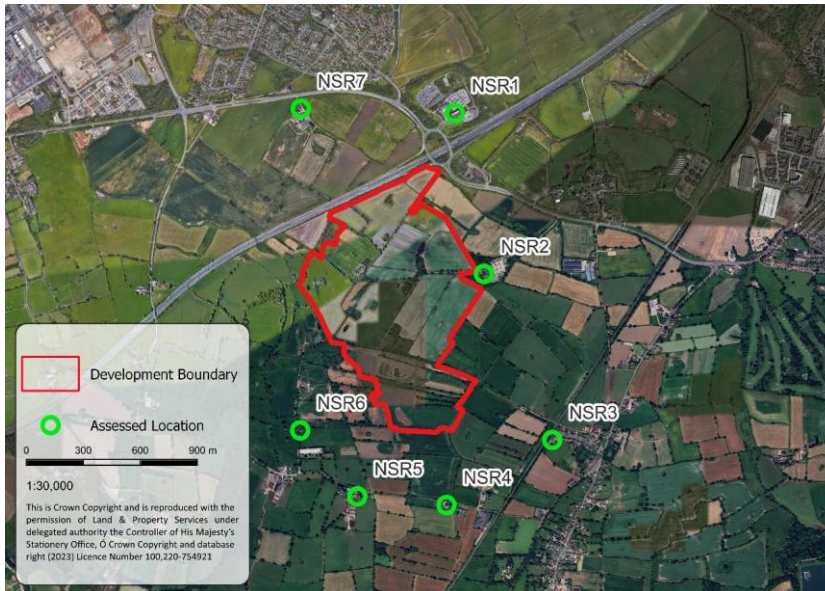 NSR7
NSR1
NSR2
NSR6
NSR3
NSR5
NSR4
Development Boundary
Assessed Location
0 300 600 900 m
1:30,000
This is Crown Copyright and is reproduced with the
permission of Land & Property Services under
delegated authority the Controller of His Majesty's
Stationery Office, Ó Crown Copyright and database
right (2023) Licence Number 100,220-754921